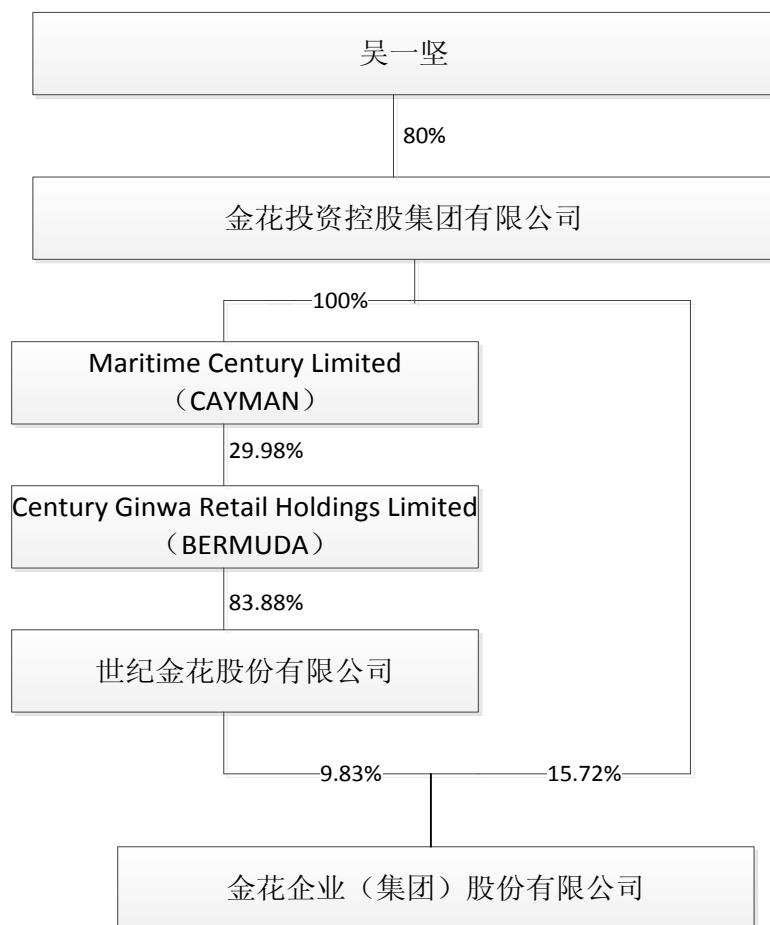 吴一坚
80%
金花投资控股集团有限公司
100%
Maritime Century Limited
（CAYMAN）
29.98%
Century Ginwa Retail Holdings Limited
（BERMUDA）
83.88%
世纪金花股份有限公司
9.83%
15.72%
金花企业（集团）股份有限公司